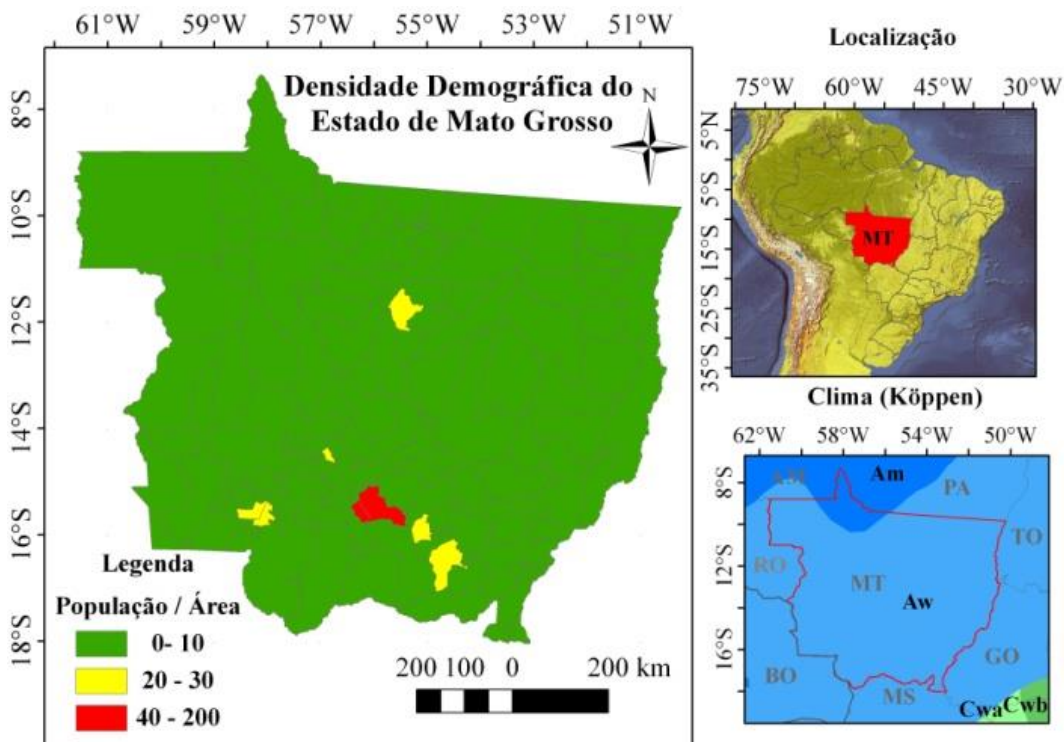 61°W 59°W 57°W 55°W 53°W 51°W
Densidade Demográfica do
Estado de Mato Grosso
N
8°S
10°S
12°S
14°S
16°S
18°S
Legenda
População / Área
0- 10
20 - 30
40 - 200
200 100 0 200 km
Localização
75°W 60°W 45°W 30°W
5°N
5°S
15°S
25°S
35°S
MT
Clima (Köppen)
62°W 58°W 54°W 50°W
8°S
12°S
16°S
AM Am PA
TO
RO
MT
Aw
GO
BO
MS
Cwa Cwb